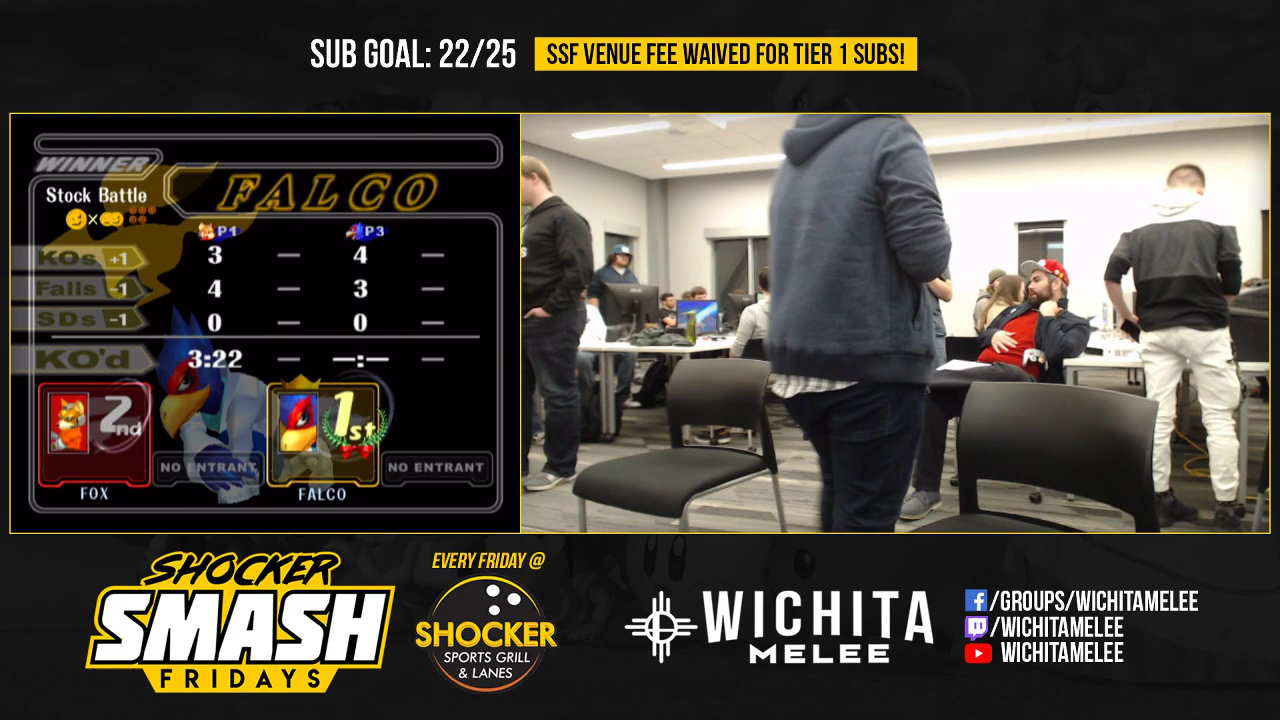 SUB GOAL: 22/25
SSF VENUE FEE WAIVED FOR TIER 1 SUBS!
WINNER
Stock Battle
FALCO
P1 P3
KOs +1 3 — 4 —
Falls -1 4 — 3 —
SDs -1 0 — 0 —
KO'd 3:22 — —:— —
2nd
1st
NO ENTRANT
NO ENTRANT
FOX
FALCO
SHOCKER
SMASH
FRIDAYS
EVERY FRIDAY @
SHOCKER
SPORTS GRILL
& LANES
WICHITA
MELEE
/GROUPS/WICHITAMELEE
/WICHITAMELEE
WICHITAMELEE